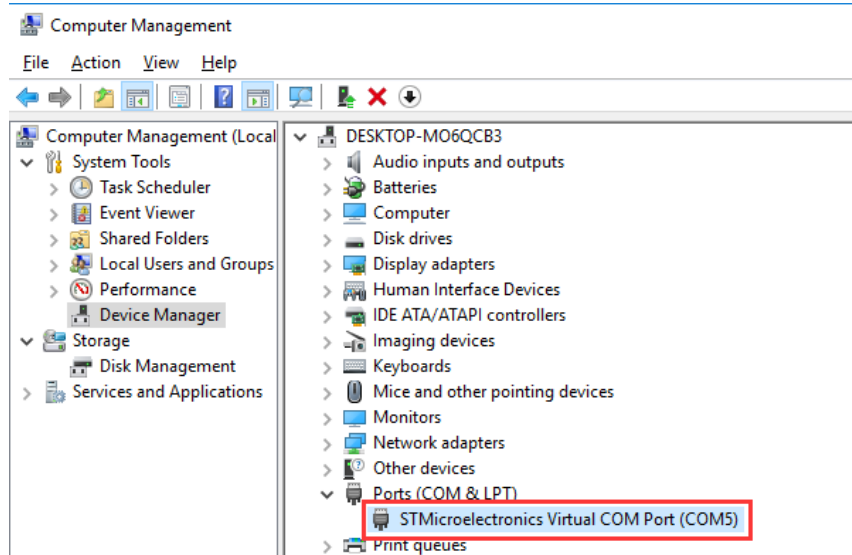 Computer Management
File Action View Help
Computer Management (Local
System Tools
Task Scheduler
Event Viewer
Shared Folders
Local Users and Groups
Performance
Device Manager
Storage
Disk Management
Services and Applications
DESKTOP-MO6QCB3
Audio inputs and outputs
Batteries
Computer
Disk drives
Display adapters
Human Interface Devices
IDE ATA/ATAPI controllers
Imaging devices
Keyboards
Mice and other pointing devices
Monitors
Network adapters
Other devices
Ports (COM & LPT)
STMicroelectronics Virtual COM Port (COM5)
Print queues